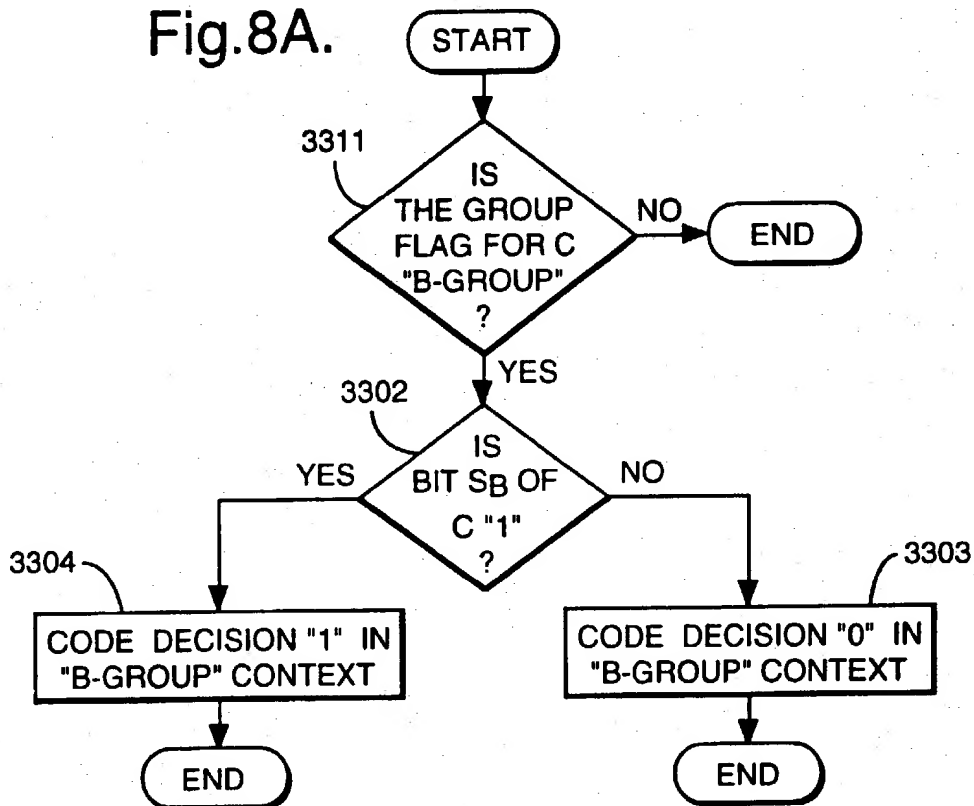 Fig.8A.
START
3311
IS
THE GROUP
FLAG FOR C
"B-GROUP"
?
NO
END
YES
3302
IS
BIT SB OF
C "1"
?
YES
NO
3304
3303
CODE DECISION "1" IN
"B-GROUP" CONTEXT
CODE DECISION "0" IN
"B-GROUP" CONTEXT
END
END